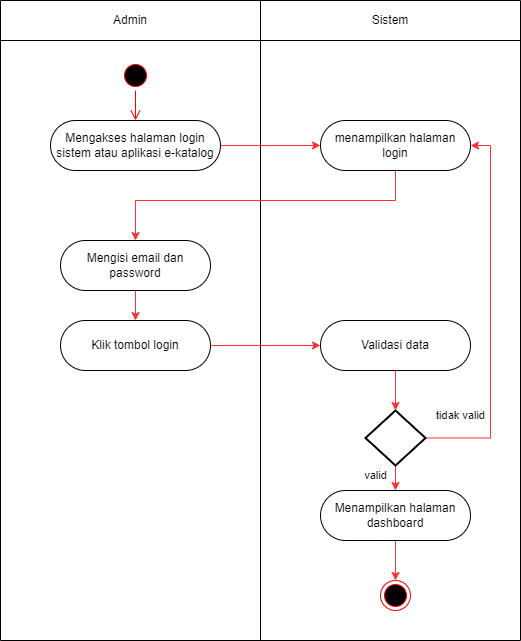 Admin
Sistem
Mengakses halaman login
sistem atau aplikasi e-katalog
menampilkan halaman
login
Mengisi email dan
password
Klik tombol login
Validasi data
tidak valid
valid
Menampilkan halaman
dashboard